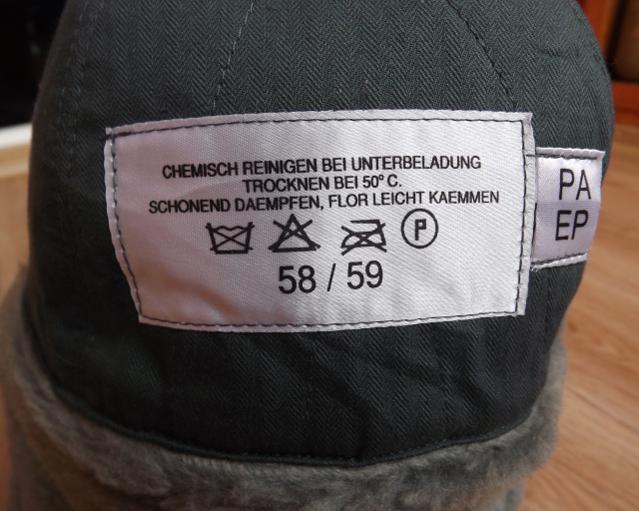 CHEMISCH REINIGEN BEI UNTERBELADUNG
TROCKNEN BEI 50° C.
SCHONEND DAEMPFEN, FLOR LEICHT KAEMMEN
P
58 / 59
PA
EP